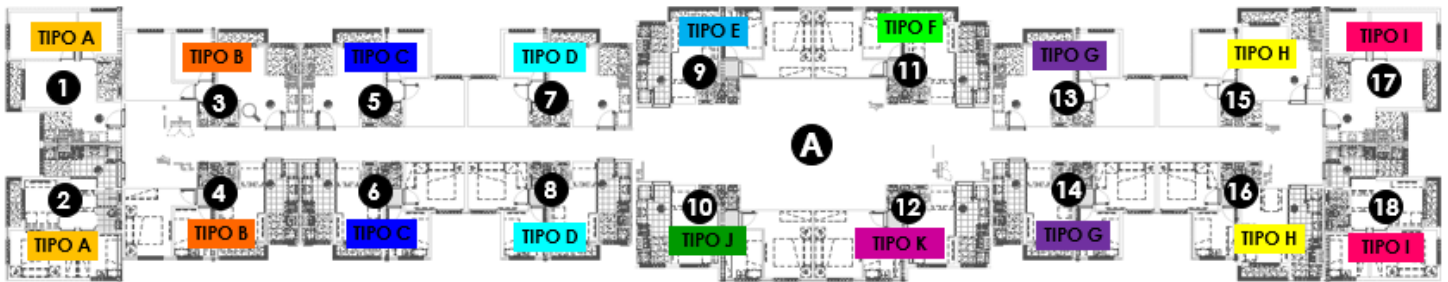 TIPO A
TIPO B
TIPO C
TIPO D
TIPO E
TIPO F
TIPO G
TIPO H
TIPO I
1
3
5
7
9
11
13
15
17
A
2
4
6
8
10
12
14
16
18
TIPO A
TIPO B
TIPO C
TIPO D
TIPO J
TIPO K
TIPO G
TIPO H
TIPO I